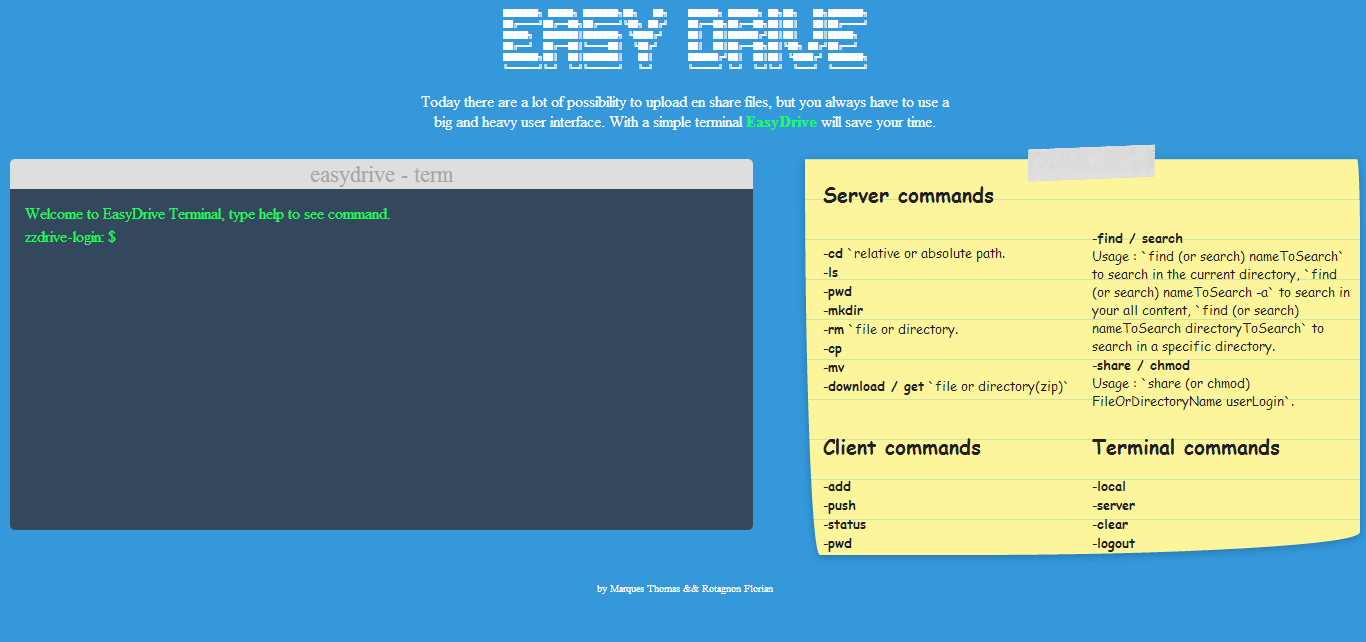 EASY DRIVE
Today there are a lot of possibility to upload en share files, but you always have to use a
big and heavy user interface. With a simple terminal EasyDrive will save your time.
easydrive - term
Welcome to EasyDrive Terminal, type help to see command.
zzdrive-login: $
Server commands
-cd `relative or absolute path.
-ls
-pwd
-mkdir
-rm `file or directory.
-cp
-mv
-download / get `file or directory(zip)`
-find / search
Usage : `find (or search) nameToSearch`
to search in the current directory, `find
(or search) nameToSearch -a` to search in
your all content, `find (or search)
nameToSearch directoryToSearch` to
search in a specific directory.
-share / chmod
Usage : `share (or chmod)
FileOrDirectoryName userLogin`.
Client commands
-add
-push
-status
-pwd
Terminal commands
-local
-server
-clear
-logout
by Marques Thomas && Rotagnon Florian